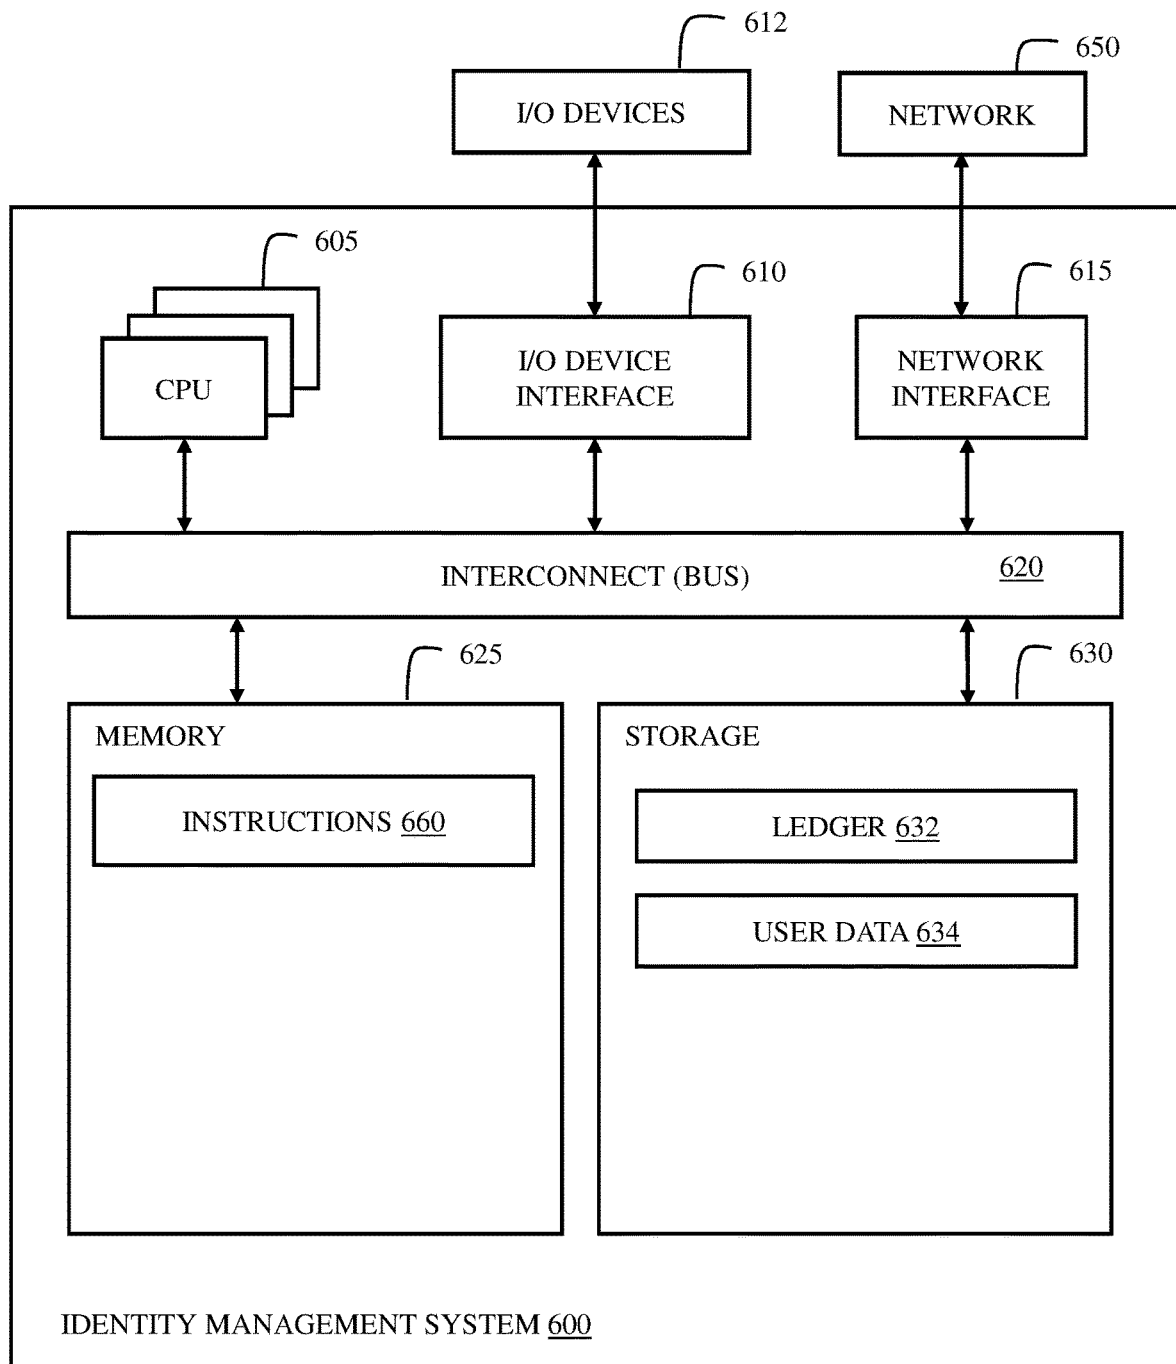 612
650
I/O DEVICES
NETWORK
605
610
615
CPU
I/O DEVICE
INTERFACE
NETWORK
INTERFACE
INTERCONNECT (BUS) 620
625
630
MEMORY
STORAGE
INSTRUCTIONS 660
LEDGER 632
USER DATA 634
IDENTITY MANAGEMENT SYSTEM 600